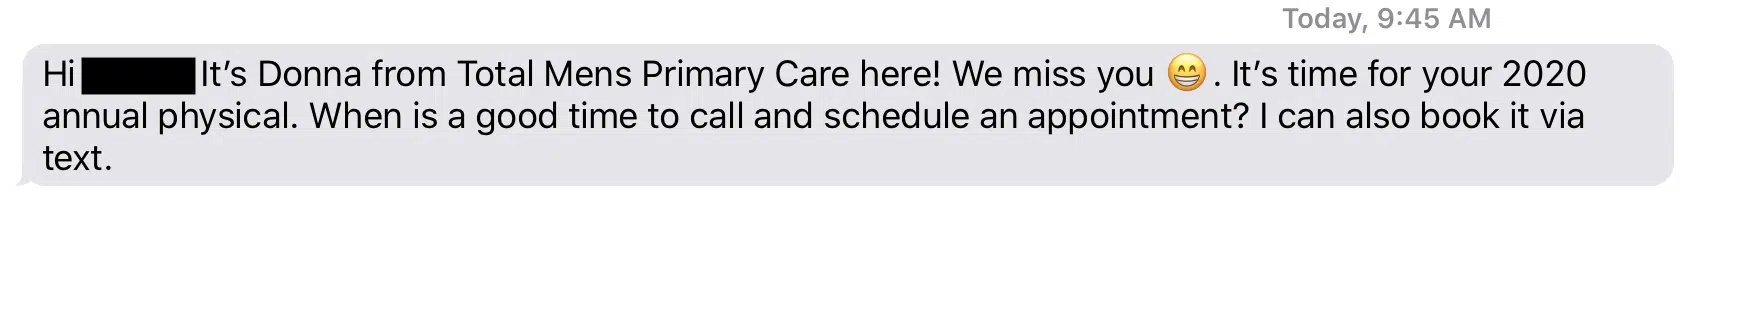 Today, 9:45 AM
Hi It’s Donna from Total Mens Primary Care here! We miss you 😁. It’s time for your 2020
annual physical. When is a good time to call and schedule an appointment? I can also book it via
text.